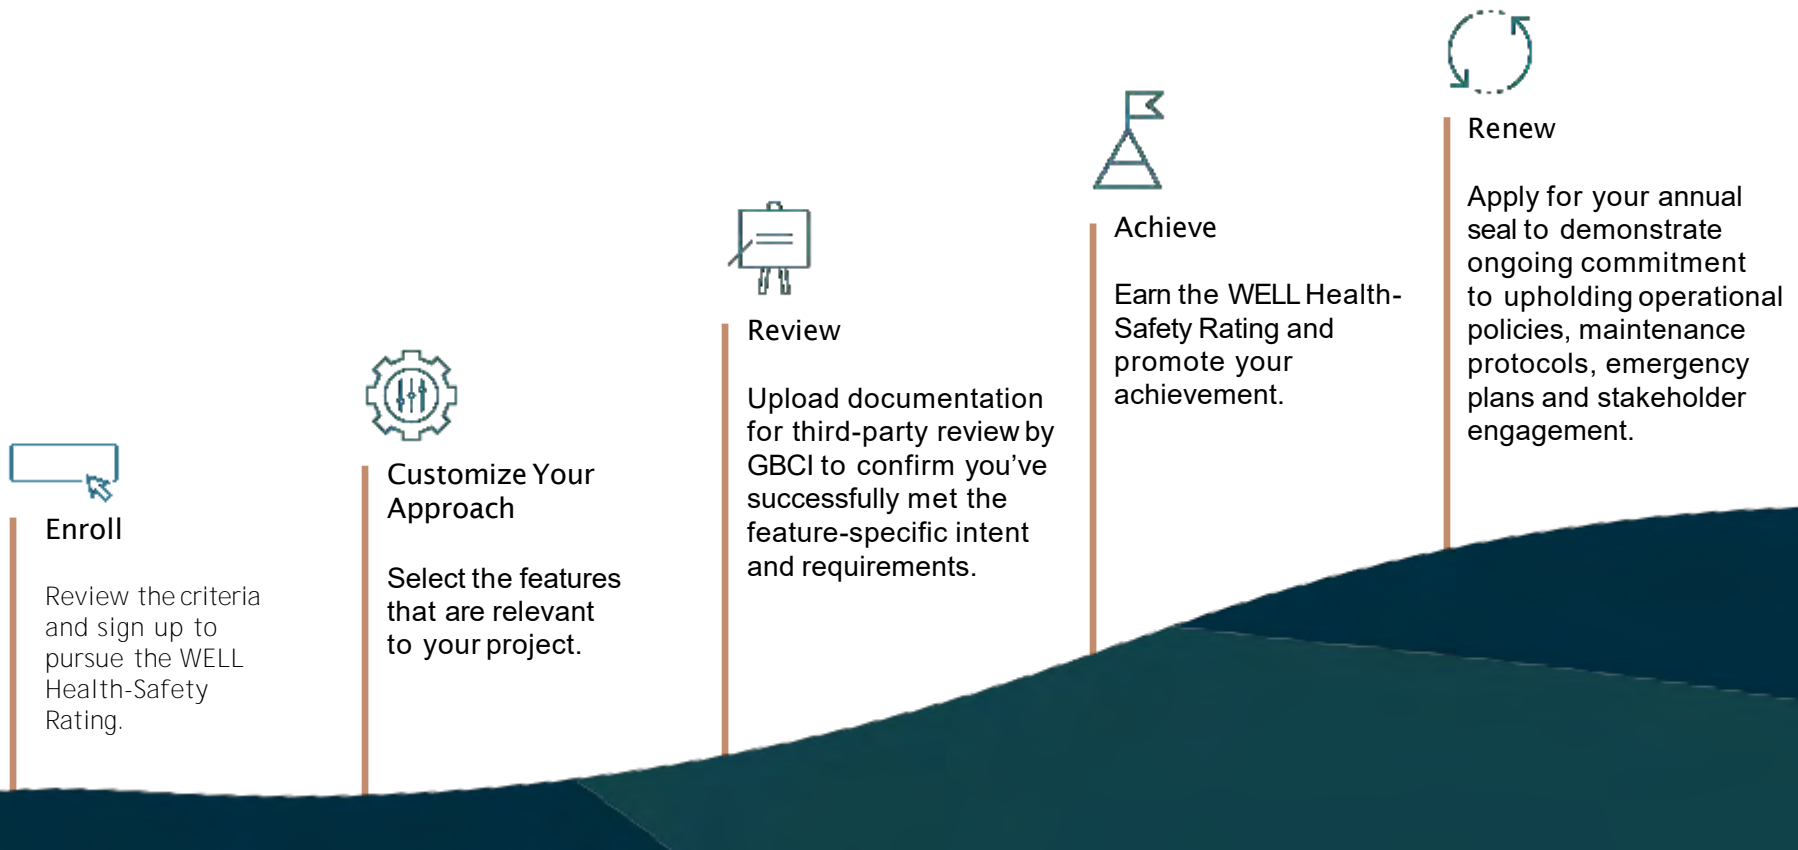 Enroll
Review the criteria
and sign up to
pursue the WELL
Health-Safety
Rating.
Customize Your
Approach
Select the features
that are relevant
to your project.
Review
Upload documentation
for third-party review by
GBCI to confirm you’ve
successfully met the
feature-specific intent
and requirements.
Achieve
Earn the WELL Health-
Safety Rating and
promote your
achievement.
Renew
Apply for your annual
seal to demonstrate
ongoing commitment
to upholding operational
policies, maintenance
protocols, emergency
plans and stakeholder
engagement.